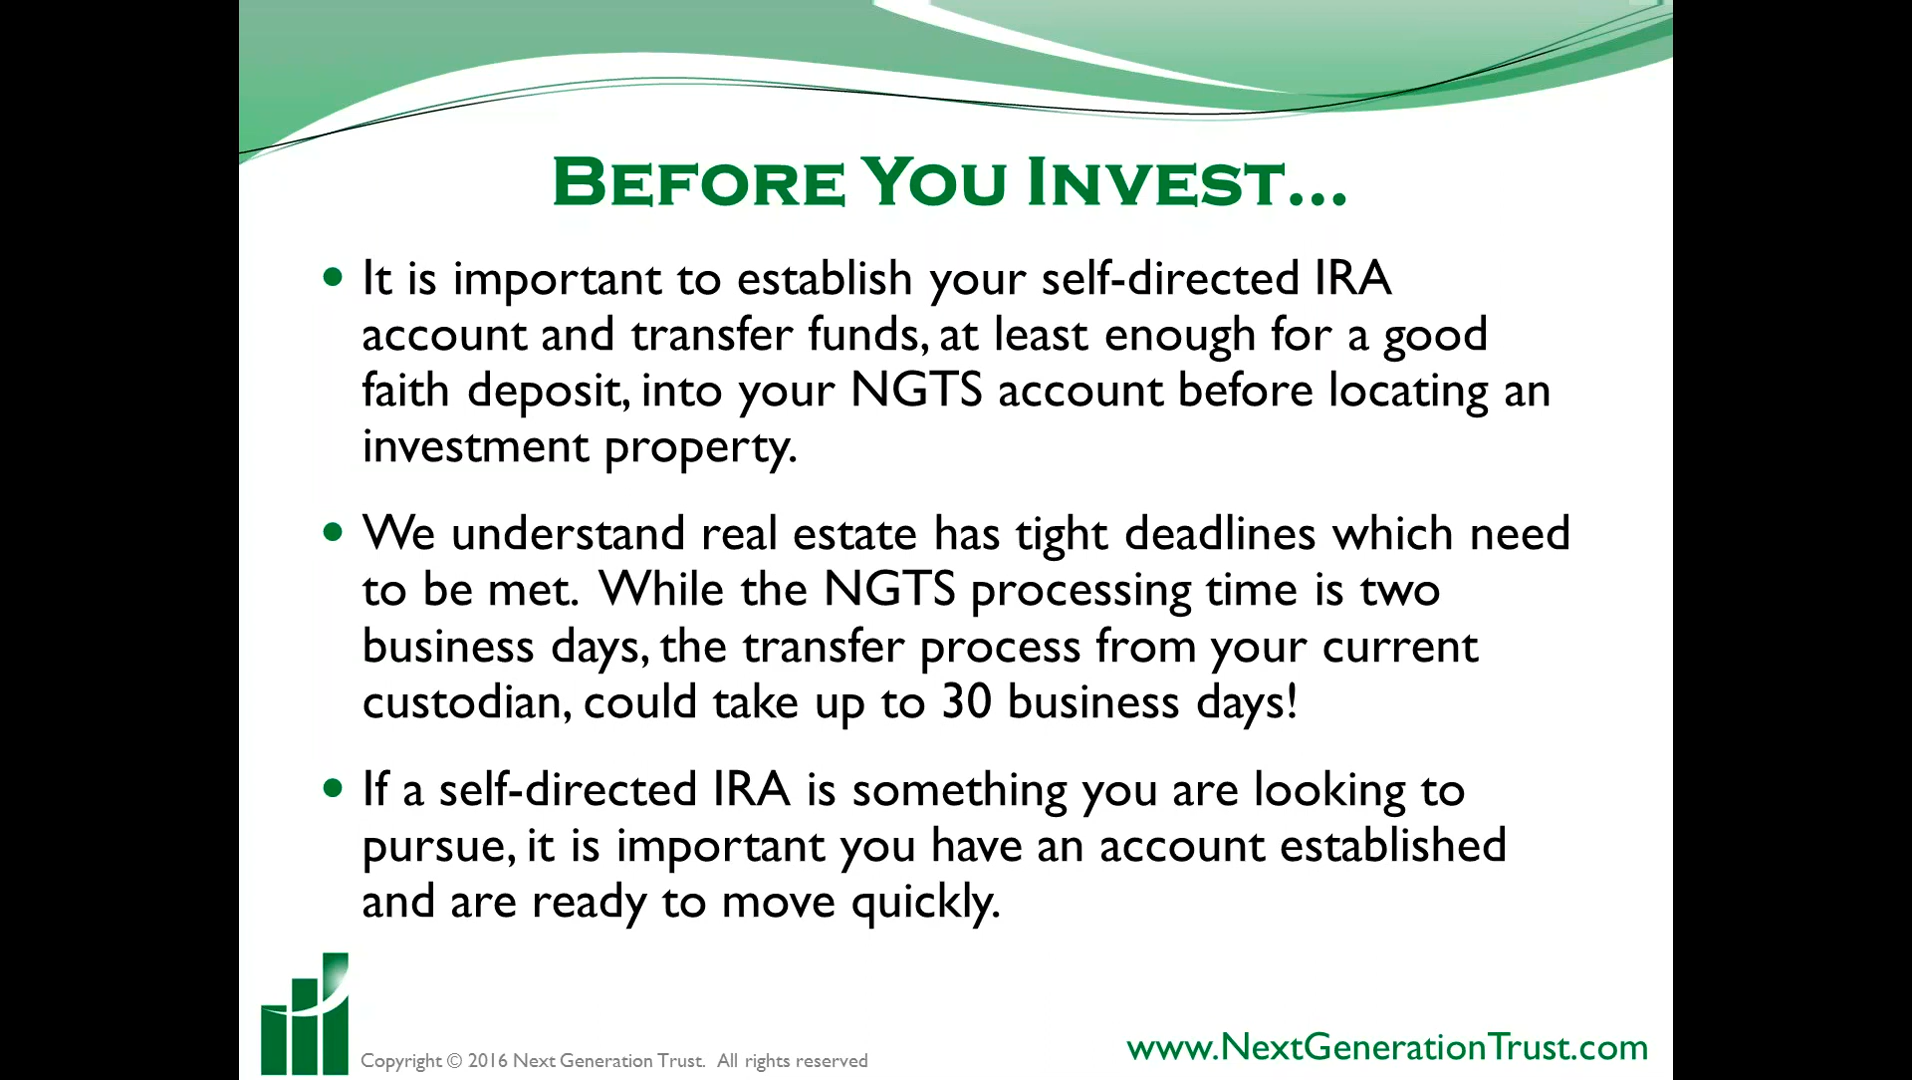 BEFORE YOU INVEST...
• It is important to establish your self-directed IRA
account and transfer funds, at least enough for a good
faith deposit, into your NGTS account before locating an
investment property.
• We understand real estate has tight deadlines which need
to be met.  While the NGTS processing time is two
business days, the transfer process from your current
custodian, could take up to 30 business days!
• If a self-directed IRA is something you are looking to
pursue, it is important you have an account established
and are ready to move quickly.
Copyright © 2016 Next Generation Trust.  All rights reserved
www.NextGenerationTrust.com